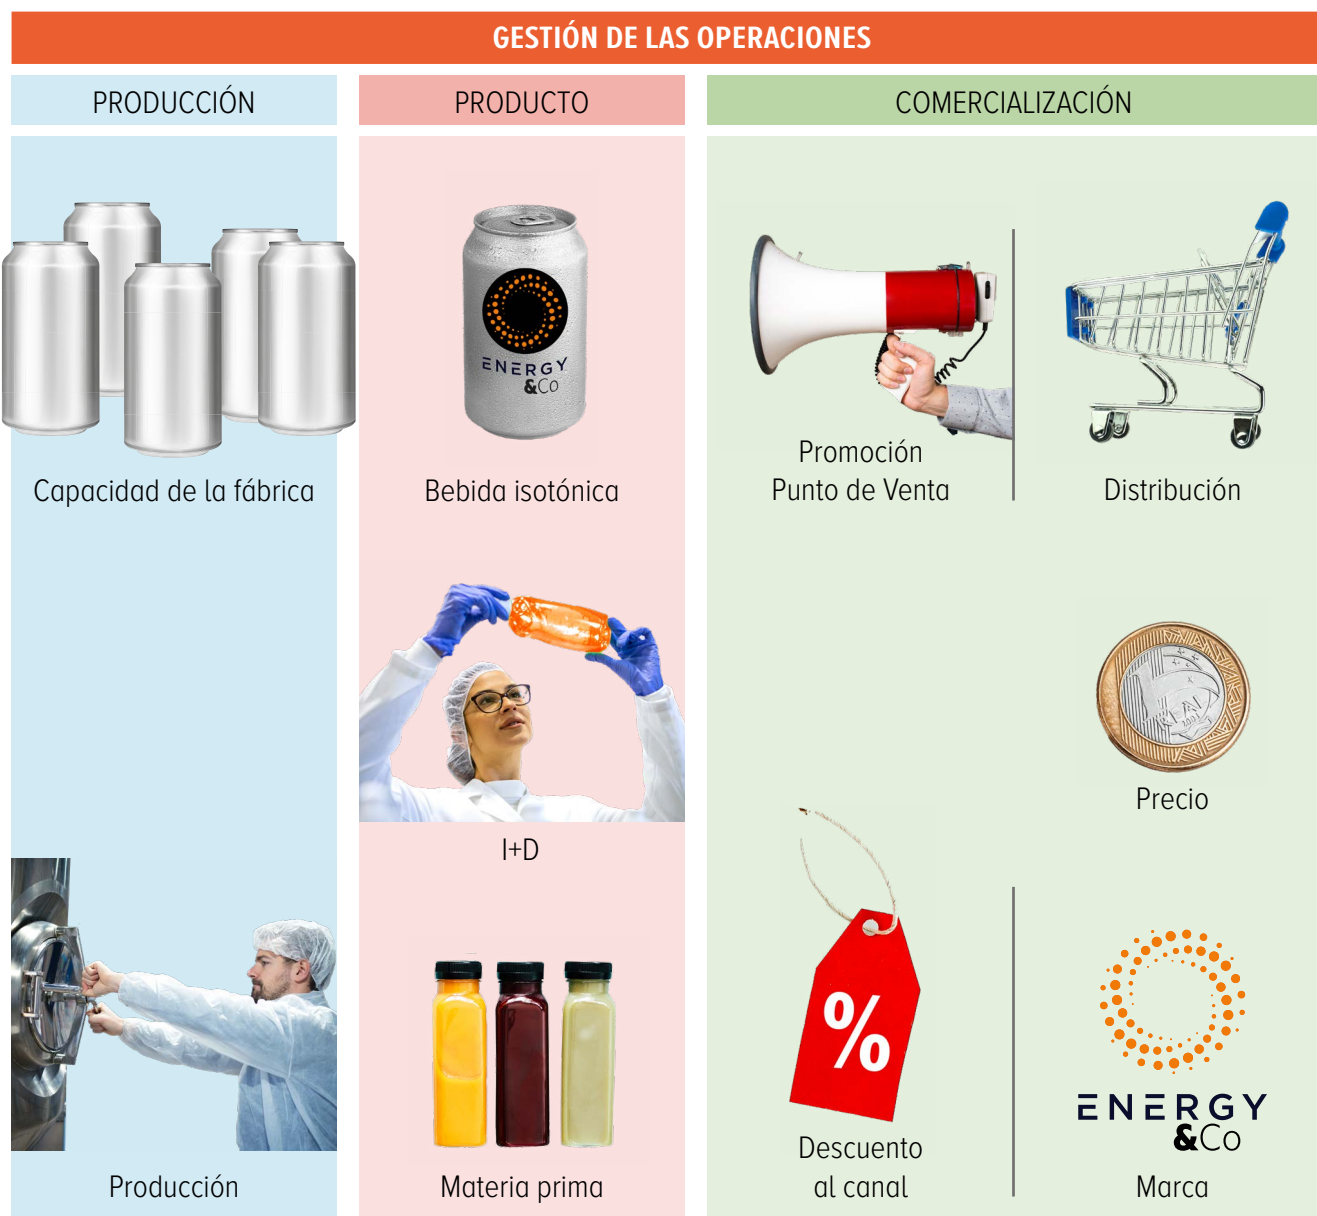 GESTIÓN DE LAS OPERACIONES
PRODUCCIÓN
Capacidad de la fábrica
Producción
PRODUCTO
ENERGY
&Co
Bebida isotónica
I+D
Materia prima
COMERCIALIZACIÓN
Promoción
Punto de Venta
Distribución
REAL
Precio
%
Descuento
al canal
ENERGY
&Co
Marca